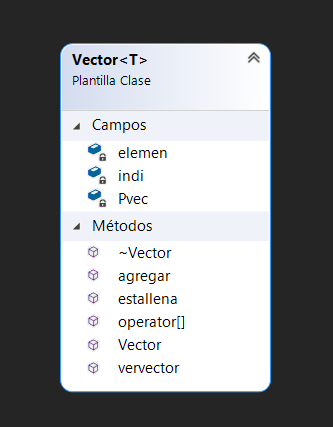 Vector<T>
Plantilla Clase
Campos
elemen
indi
Pvec
Métodos
~Vector
agregar
estallena
operator[]
Vector
vervector